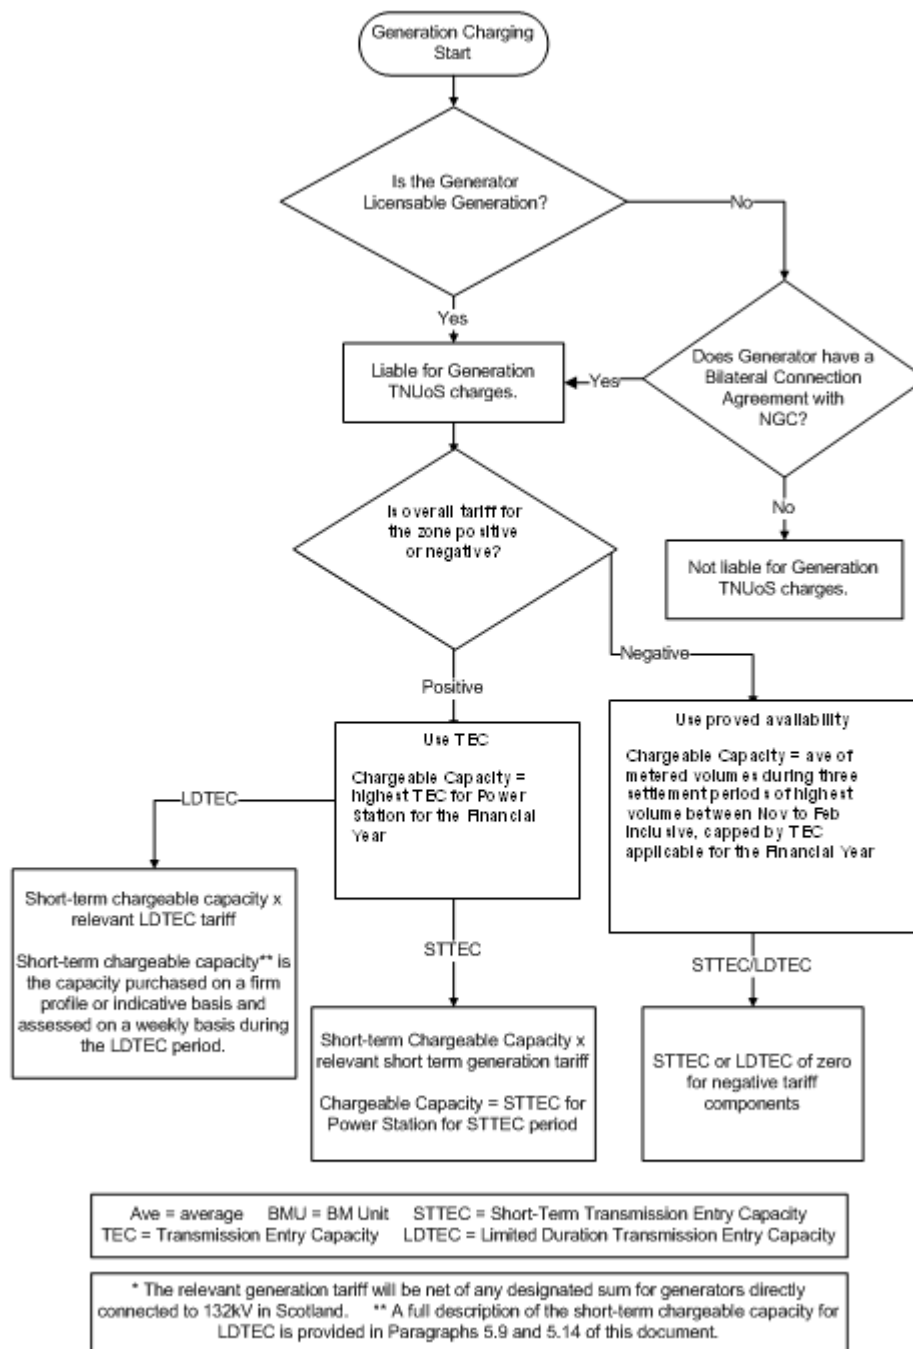 Generation Charging
Start
Is the Generator
Licensable Generation?
No
Yes
Does Generator have a
Bilateral Connection
Agreement with
NGC?
Yes
Liable for Generation
TNUoS charges.
No
Not liable for Generation
TNUoS charges.
Is overall tariff for
the zone positive
or negative?
Negative
Positive
Use TEC
Chargeable Capacity =
highest TEC for Power
Station for the Financial
Year
Use proved availability
Chargeable Capacity = ave of
metered volumes during three
settlement periods of highest
volume between Nov to Feb
Inclusive, capped by TEC
applicable for the Financial Year
LDTEC
Short-term chargeable capacity x
relevant LDTEC tariff
Short-term chargeable capacity** is
the capacity purchased on a firm
profile or indicative basis and
assessed on a weekly basis during
the LDTEC period.
STTEC
Short-term Chargeable Capacity x
relevant short term generation tariff
Chargeable Capacity = STTEC for
Power Station for STTEC period
STTEC/LDTEC
STTEC or LDTEC of zero
for negative tariff
components
Ave = average BMU = BM Unit STTEC = Short-Term Transmission Entry Capacity
TEC = Transmission Entry Capacity LDTEC = Limited Duration Transmission Entry Capacity
* The relevant generation tariff will be net of any designated sum for generators directly
connected to 132kV in Scotland. ** A full description of the short-term chargeable capacity for
LDTEC is provided in Paragraphs 5.9 and 5.14 of this document.